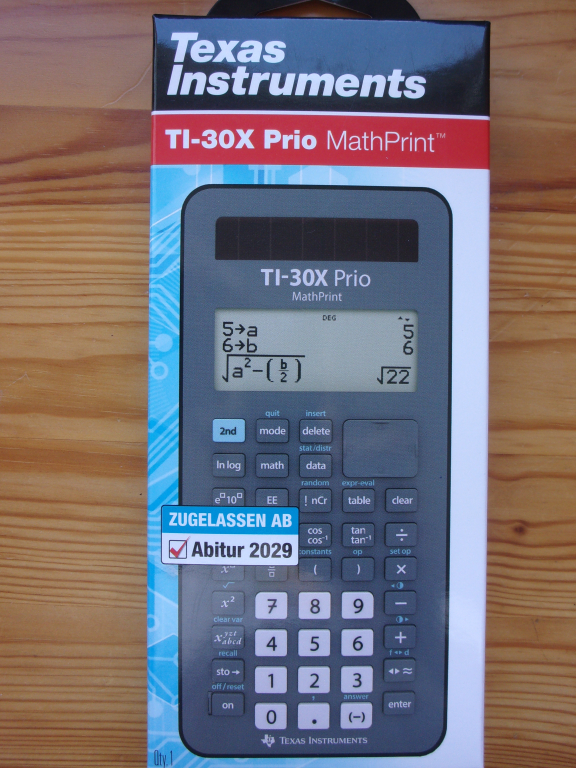 Texas
Instruments
TI-30X Prio MathPrint™
TI-30X Prio
MathPrint
DEG
5→a 5
6→b 6
√a²−(b/2) √22
quit insert
2nd mode delete
stat/distr
ln log math data
random expr-eval
e□ 10□ EE ! nCr table clear
ZUGELASSEN AB
Abitur 2029
cos tan ÷
cos⁻¹ tan⁻¹
constants op set op
( ) ×
√
x² 7 8 9 −
clear var
x yzt abcd 4 5 6 +
recall f↔d
sto→ 1 2 3 ◄► ≈
off/reset , answer
on 0 . (−) enter
TEXAS INSTRUMENTS
Qty.1